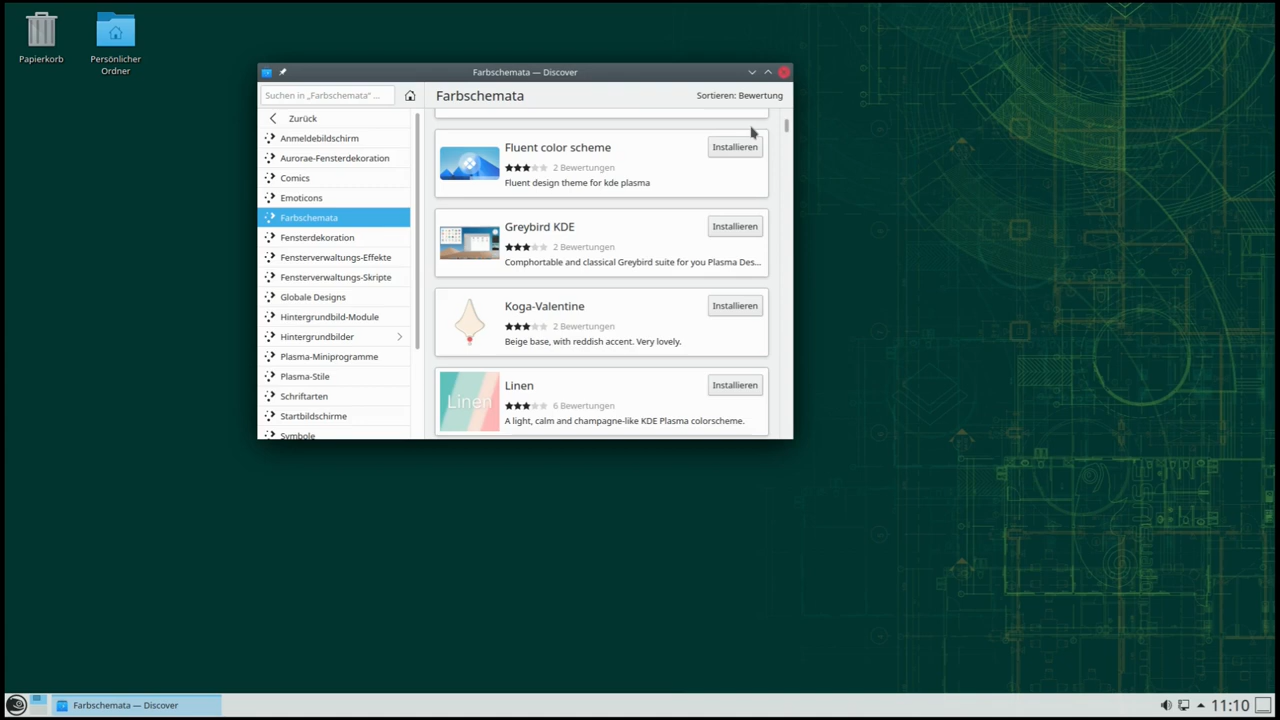 Papierkorb
Persönlicher
Ordner
Farbschemata — Discover
Suchen in „Farbschemata“ ...
Farbschemata
Sortieren: Bewertung
Zurück
Anmeldebildschirm
Aurorae-Fensterdekoration
Comics
Emoticons
Farbschemata
Fensterdekoration
Fensterverwaltungs-Effekte
Fensterverwaltungs-Skripte
Globale Designs
Hintergrundbild-Module
Hintergrundbilder
Plasma-Miniprogramme
Plasma-Stile
Schriftarten
Startbildschirme
Symbole
Fluent color scheme
Installieren
2 Bewertungen
Fluent design theme for kde plasma
Greybird KDE
Installieren
2 Bewertungen
Comphortable and classical Greybird suite for you Plasma Des...
Koga-Valentine
Installieren
2 Bewertungen
Beige base, with reddish accent. Very lovely.
Linen
Linen
Installieren
6 Bewertungen
A light, calm and champagne-like KDE Plasma colorscheme.
Farbschemata — Discover
11:10